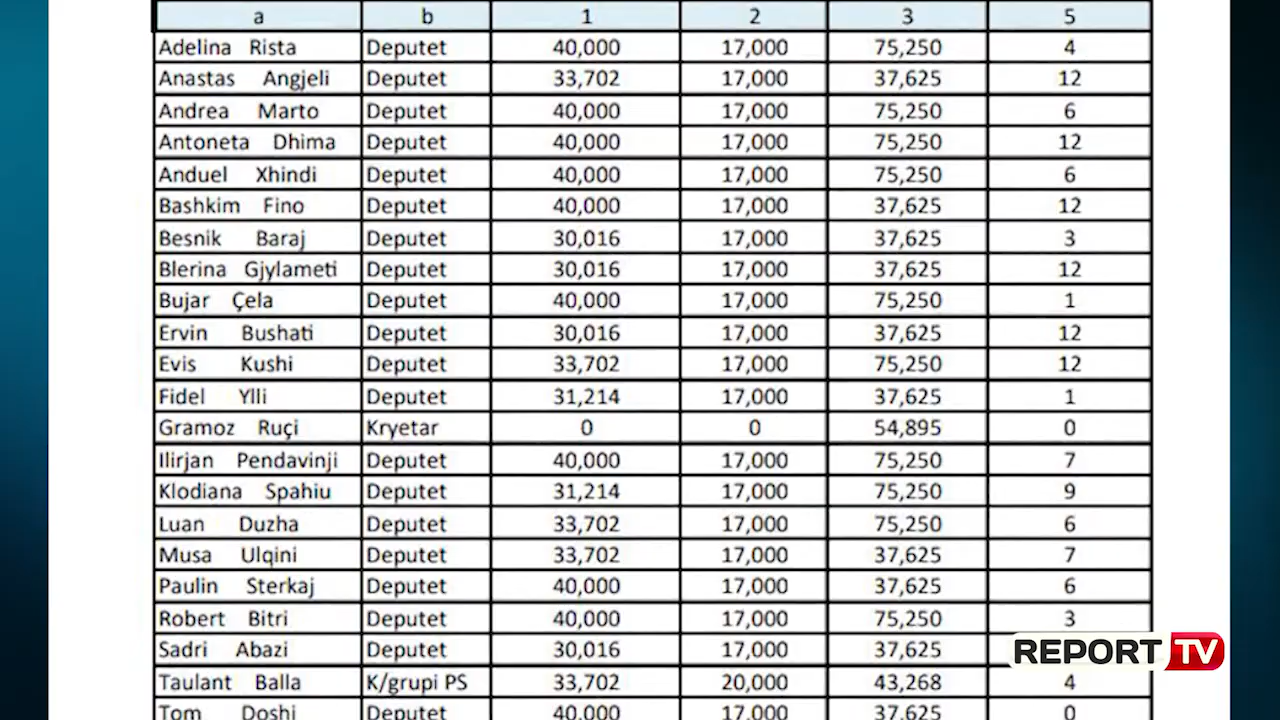 a b 1 2 3 5
Adelina Rista Deputet 40,000 17,000 75,250 4
Anastas Angjeli Deputet 33,702 17,000 37,625 12
Andrea Marto Deputet 40,000 17,000 75,250 6
Antoneta Dhima Deputet 40,000 17,000 75,250 12
Anduel Xhindi Deputet 40,000 17,000 75,250 6
Bashkim Fino Deputet 40,000 17,000 37,625 12
Besnik Baraj Deputet 30,016 17,000 37,625 3
Blerina Gjylameti Deputet 30,016 17,000 37,625 12
Bujar Çela Deputet 40,000 17,000 75,250 1
Ervin Bushati Deputet 30,016 17,000 37,625 12
Evis Kushi Deputet 33,702 17,000 75,250 12
Fidel Ylli Deputet 31,214 17,000 37,625 1
Gramoz Ruçi Kryetar 0 0 54,895 0
Ilirjan Pendavinji Deputet 40,000 17,000 75,250 7
Klodiana Spahiu Deputet 31,214 17,000 75,250 9
Luan Duzha Deputet 33,702 17,000 75,250 6
Musa Ulqini Deputet 33,702 17,000 37,625 7
Paulin Sterkaj Deputet 40,000 17,000 37,625 6
Robert Bitri Deputet 40,000 17,000 75,250 3
Sadri Abazi Deputet 30,016 17,000 37,625
REPORT TV
Taulant Balla K/grupi PS 33,702 20,000 43,268 4
Tom Doshi Deputet 40,000 17,000 37,625 0